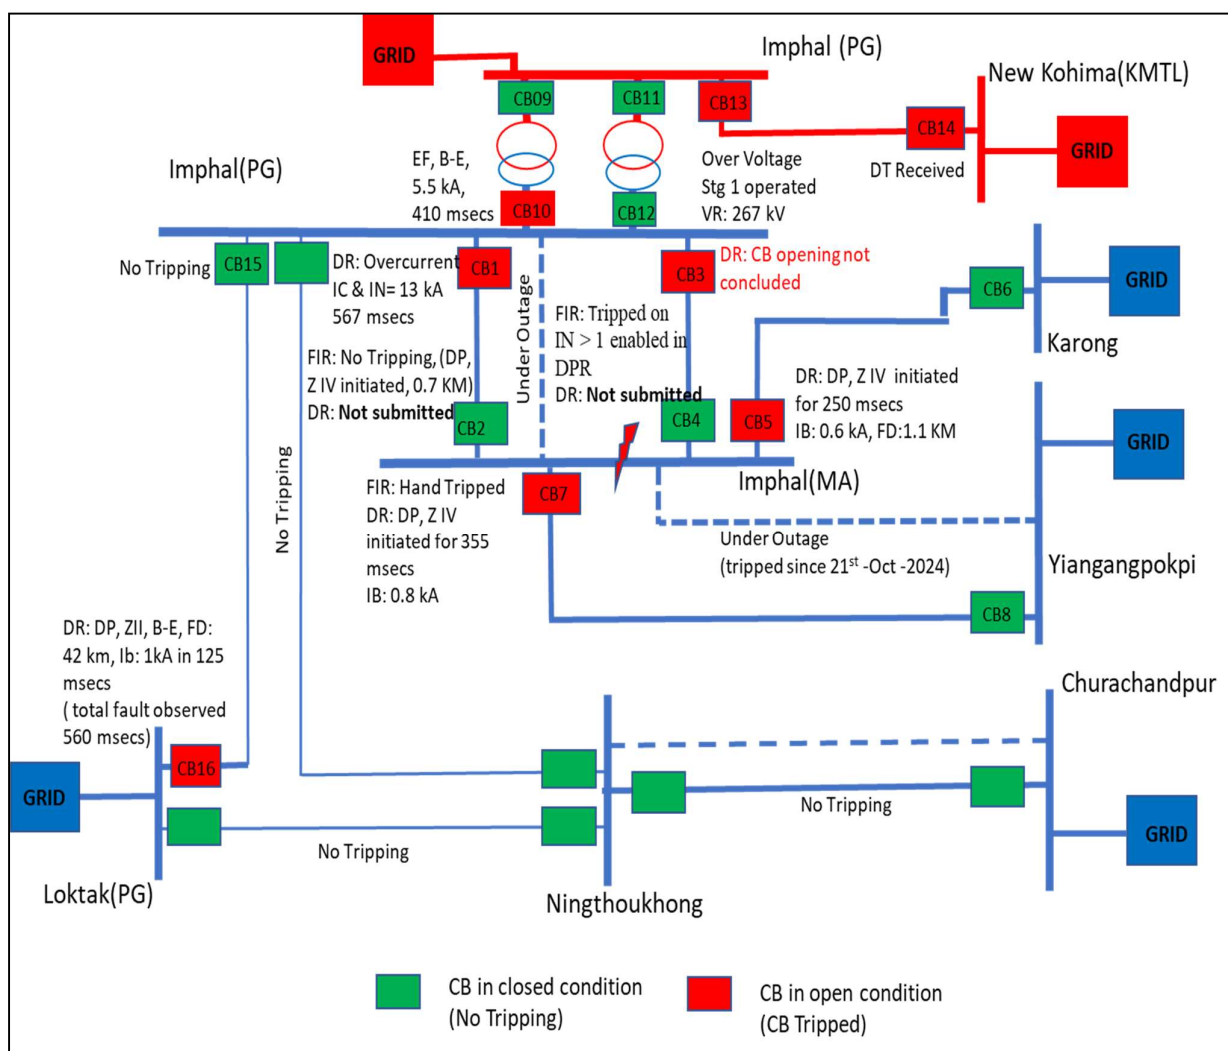 GRID
Imphal (PG)
New Kohima(KMTL)
CB09
CB11
CB13
CB14
GRID
DT Received
Imphal(PG)
EF, B-E,
5.5 kA,
410 msecs
CB10
CB12
Over Voltage
Stg 1 operated
VR: 267 kV
No Tripping
CB15
DR: Overcurrent
IC & IN= 13 kA
567 msecs
CB1
Under Outage
CB3
DR: CB opening not
concluded
CB6
GRID
Karong
FIR: Tripped on
IN > 1 enabled in
DPR
DR: Not submitted
FIR: No Tripping, (DP,
Z IV initiated, 0.7 KM)
DR: Not submitted
CB2
CB4
CB5
DR: DP, Z IV  initiated
for 250 msecs
IB: 0.6 kA, FD:1.1 KM
GRID
Imphal(MA)
No Tripping
FIR: Hand Tripped
DR: DP, Z IV
initiated for 355
msecs
IB: 0.8 kA
CB7
Under Outage
(tripped since 21st -Oct -2024)
Yiangangpokpi
CB8
DR: DP, ZII, B-E, FD:
42 km, Ib: 1kA in 125
msecs
( total fault observed
560 msecs)
CB16
GRID
Churachandpur
No Tripping
No Tripping
GRID
Loktak(PG)
Ningthoukhong
CB in closed condition
(No Tripping)
CB in open condition
(CB Tripped)